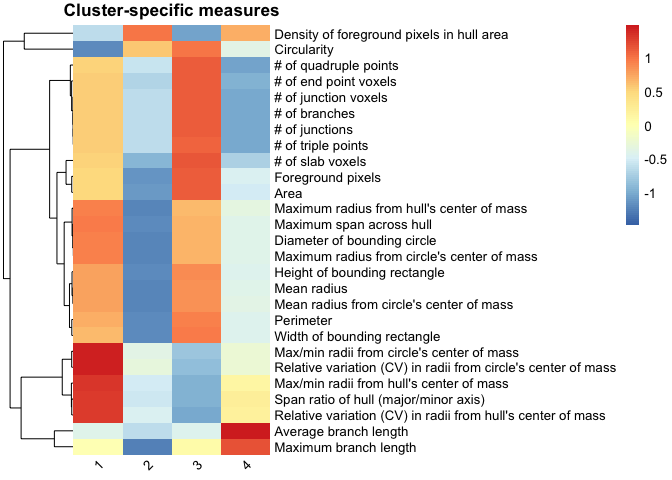 Cluster-specific measures
Density of foreground pixels in hull area
Circularity
# of quadruple points
# of end point voxels
# of junction voxels
# of branches
# of junctions
# of triple points
# of slab voxels
Foreground pixels
Area
Maximum radius from hull's center of mass
Maximum span across hull
Diameter of bounding circle
Maximum radius from circle's center of mass
Height of bounding rectangle
Mean radius
Mean radius from circle's center of mass
Perimeter
Width of bounding rectangle
Max/min radii from circle's center of mass
Relative variation (CV) in radii from circle's center of mass
Max/min radii from hull's center of mass
Span ratio of hull (major/minor axis)
Relative variation (CV) in radii from hull's center of mass
Average branch length
Maximum branch length
1 2 3 4
1
0.5
0
-0.5
-1